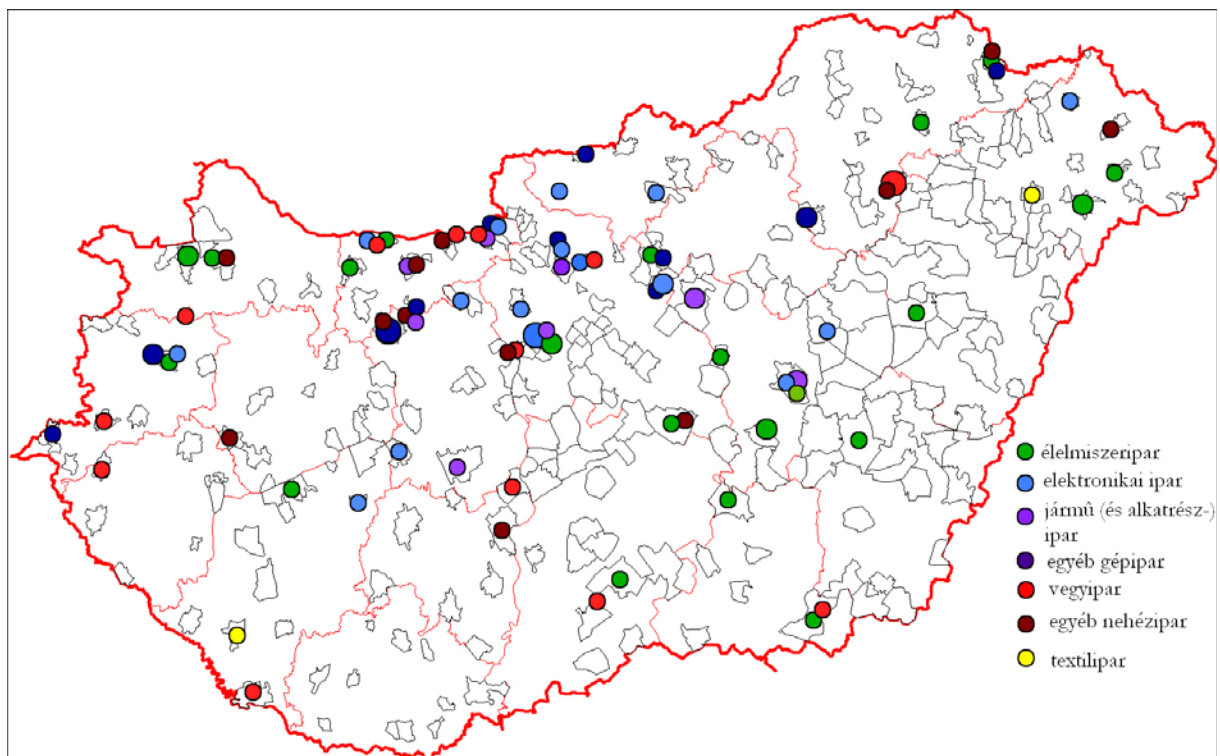 élelmiszeripar
elektronikai ipar
jármû (és alkatrész-)
ipar
egyéb gépipar
vegyipar
egyéb nehézipar
textilipar